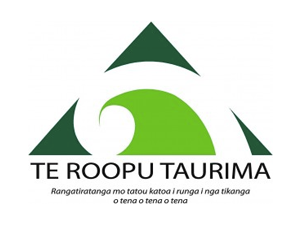 TE ROOPU TAURIMA
Rangatiratanga mo tatou katoa i runga i nga tikanga
o tena o tena o tena